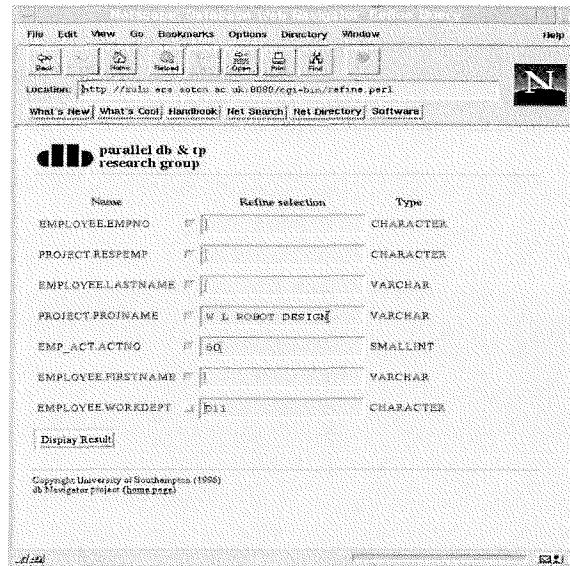 File Edit View Go Bookmarks Options Directory Window Help
Back Home Reload Open Print Find
N
Location: http //zulu ecs soton ac uk:8080/cgi-bin/refine.perl
What's New! What's Cool! Handbook Net Search Net Directory Software
parallel db & tp
research group
Name Refine selection Type
EMPLOYEE.EMPNO CHARACTER
PROJECT.RESPEMP CHARACTER
EMPLOYEE.LASTNAME VARCHAR
PROJECT.PROJNAME W L ROBOT DESIGN VARCHAR
EMP_ACT.ACTNO 60 SMALLINT
EMPLOYEE.FIRSTNAME VARCHAR
EMPLOYEE.WORKDEPT D11 CHARACTER
Display Result
Copyright University of Southampton (1996)
db Navigator project (home page)